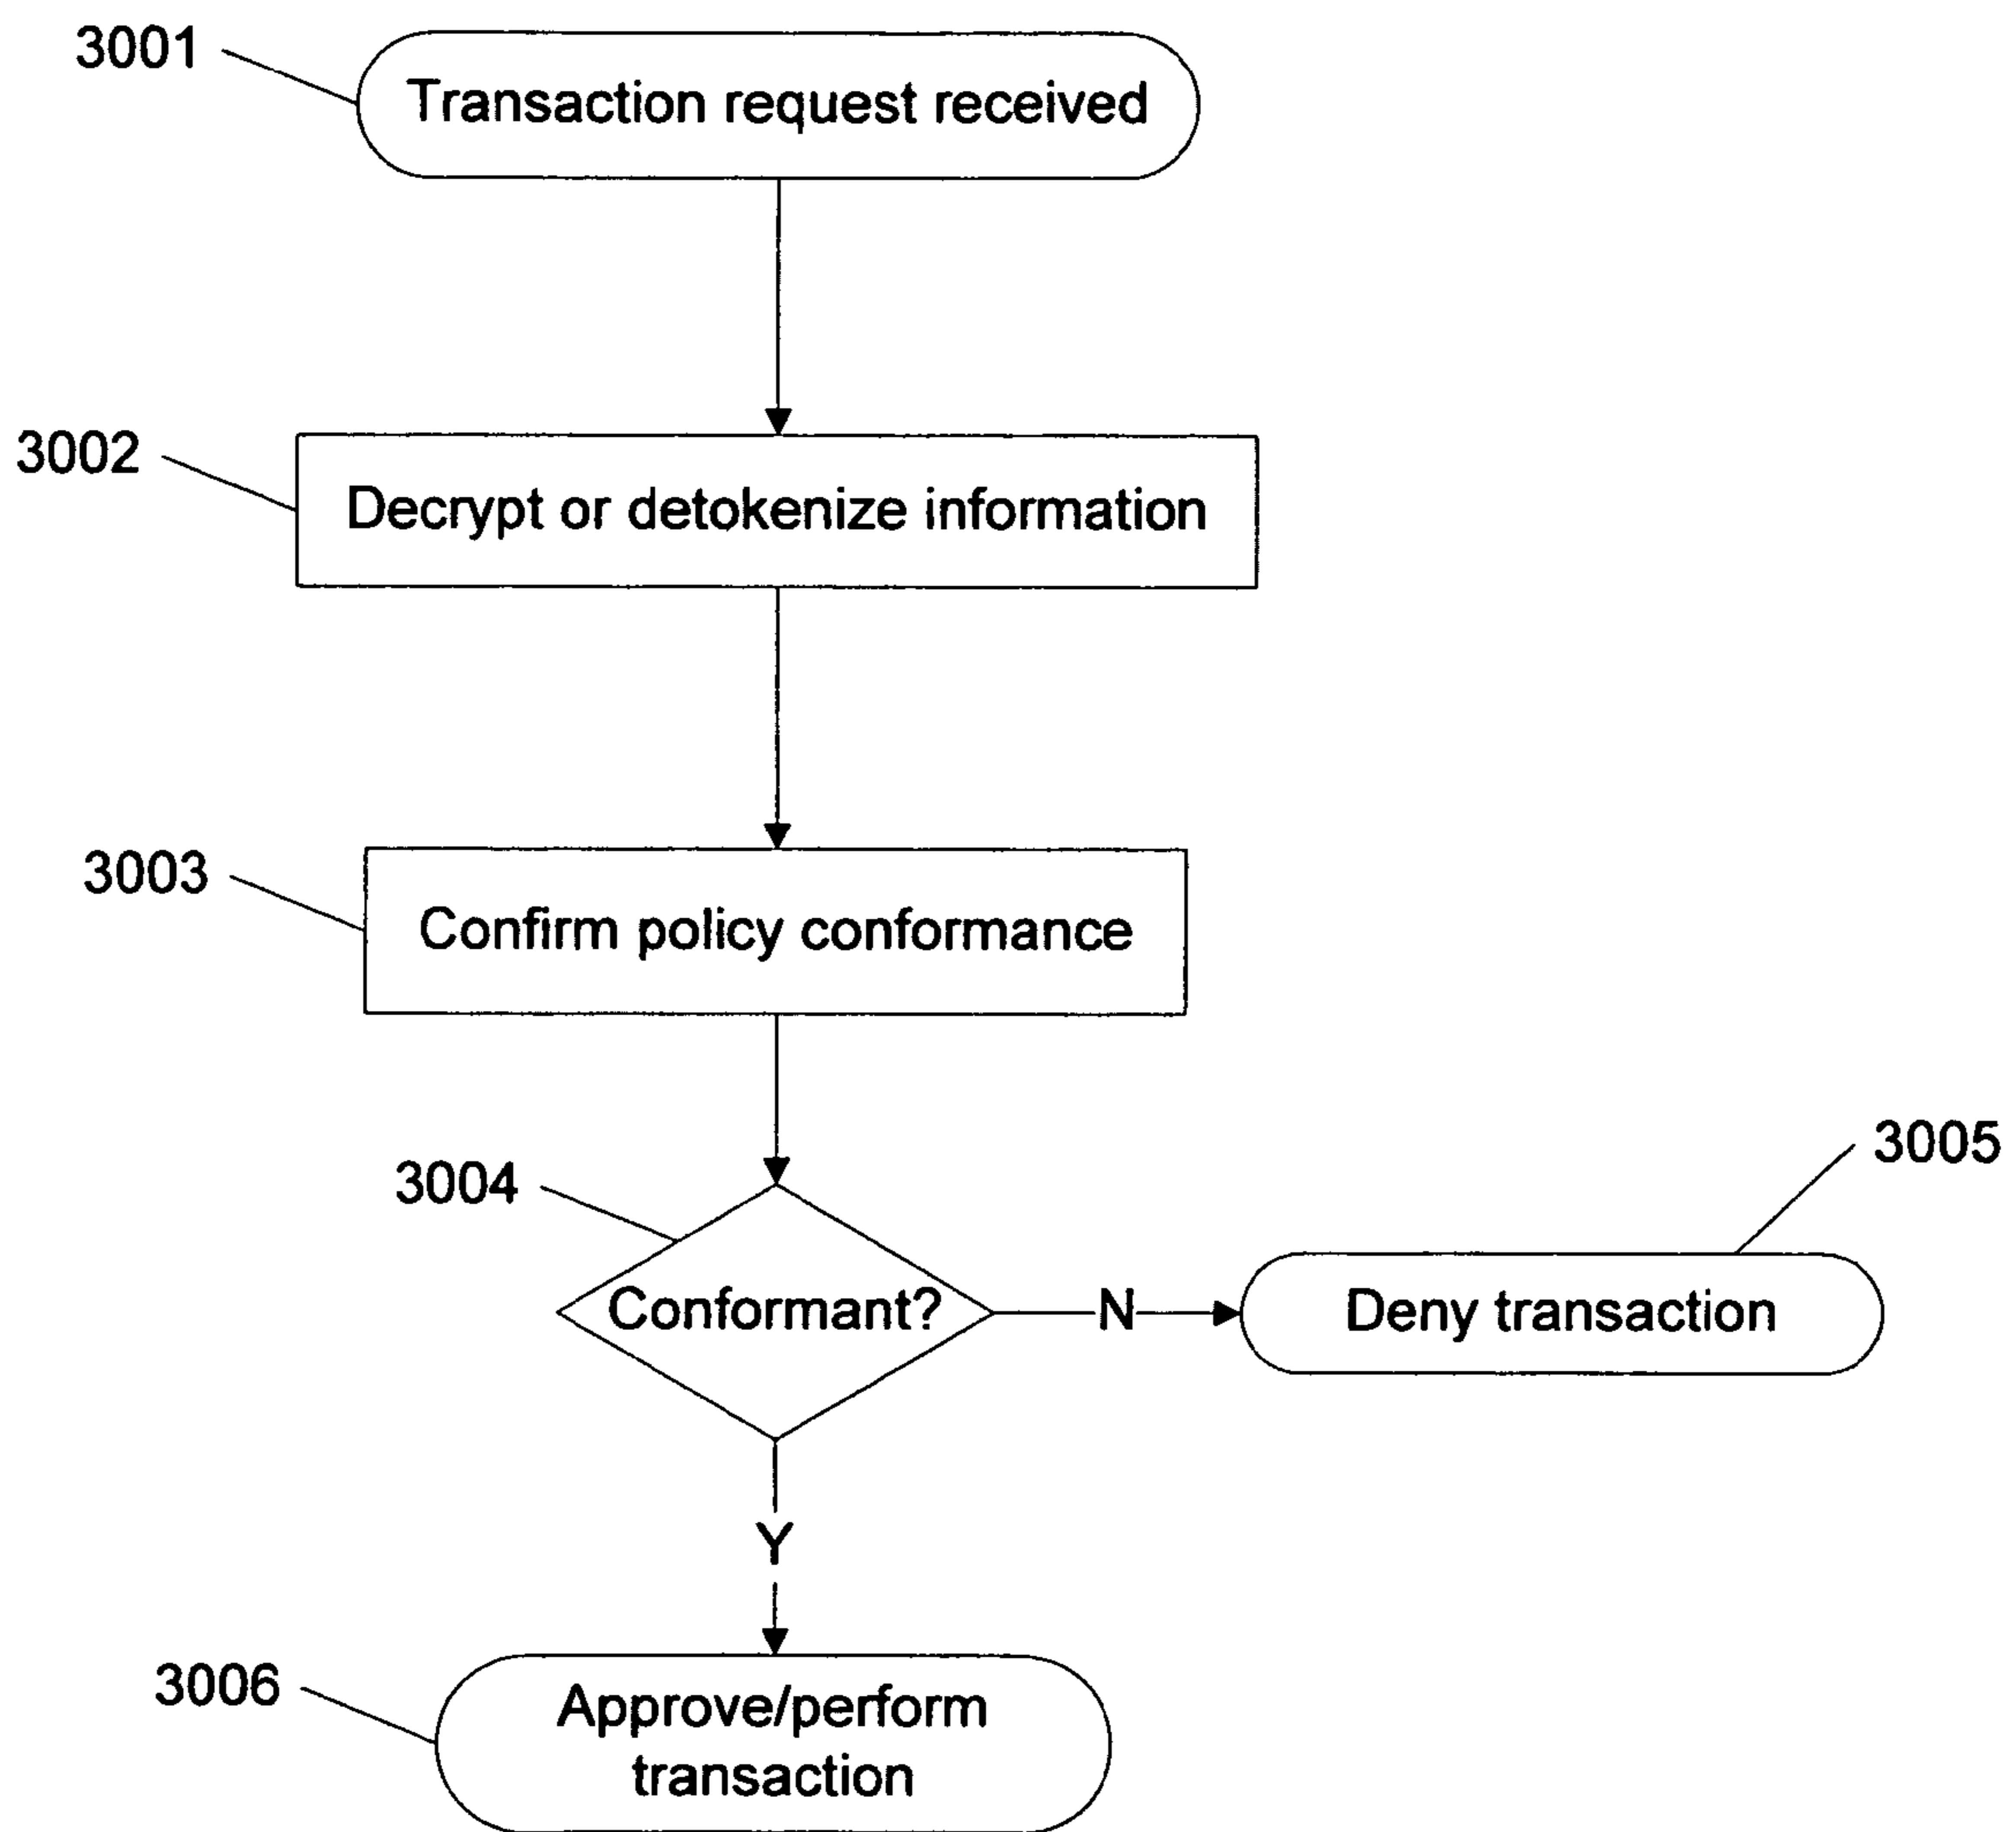 3001
Transaction request received
3002
Decrypt or detokenize information
3003
Confirm policy conformance
3004
3005
Conformant?
N
Deny transaction
Y
3006
Approve/perform
transaction